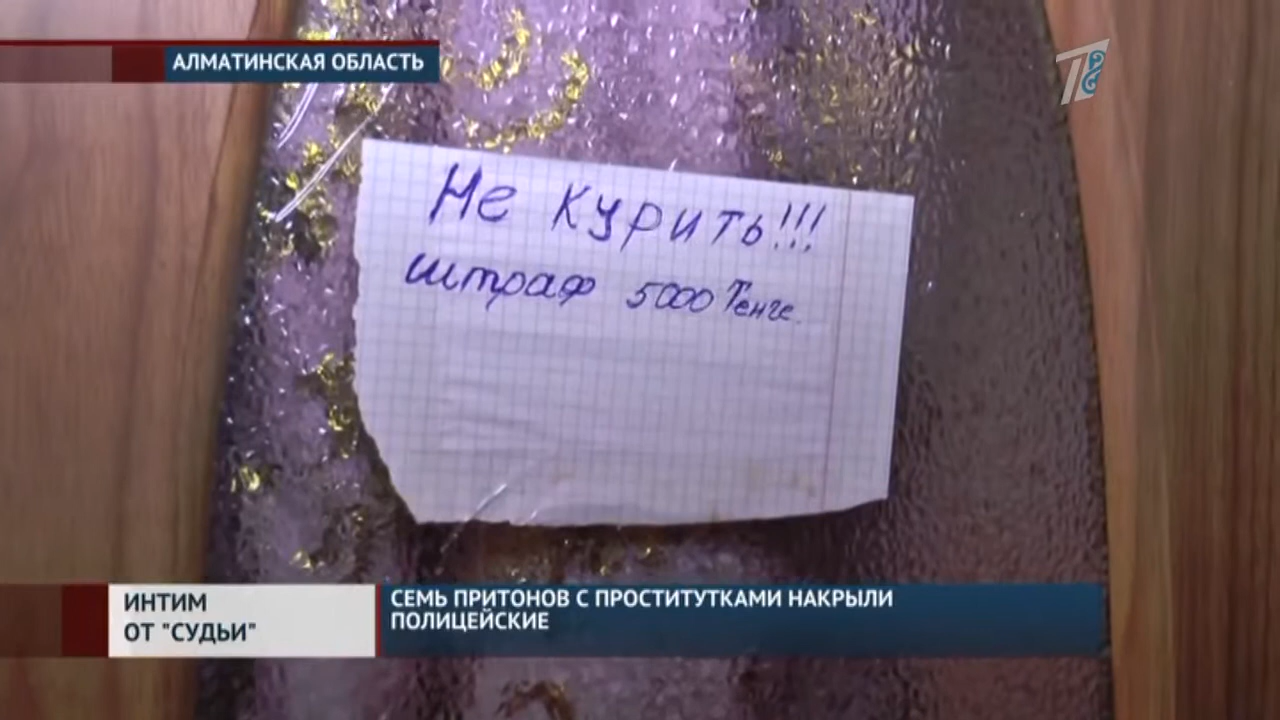 АЛМАТИНСКАЯ ОБЛАСТЬ
Не курить!!!
штраф 5000 Тенге.
ИНТИМ
ОТ "СУДЬИ"
СЕМЬ ПРИТОНОВ С ПРОСТИТУТКАМИ НАКРЫЛИ
ПОЛИЦЕЙСКИЕ